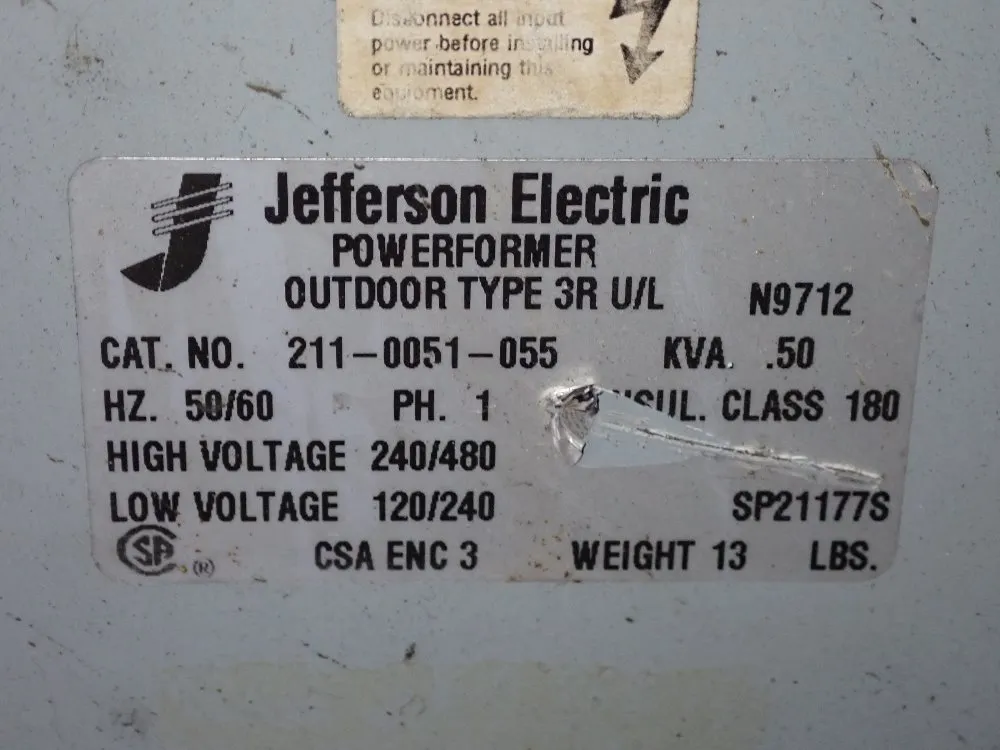 Disconnect all input
power before installing
or maintaining this
equipment.
Jefferson Electric
POWERFORMER
OUTDOOR TYPE 3R U/L N9712
CAT. NO. 211-0051-055 KVA. .50
HZ. 50/60 PH. 1 INSUL. CLASS 180
HIGH VOLTAGE 240/480
LOW VOLTAGE 120/240 SP21177S
SA ® CSA ENC 3 WEIGHT 13 LBS.